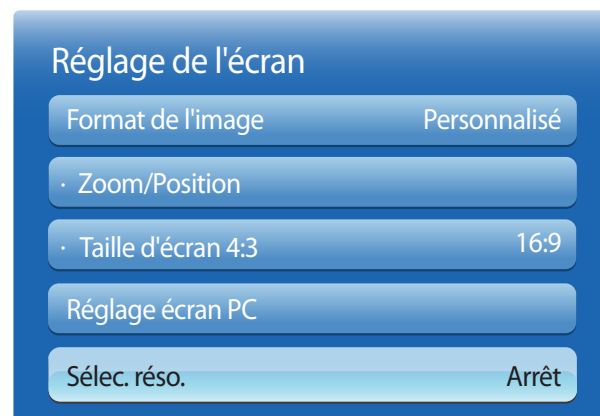 Réglage de l'écran
Format de l'image Personnalisé
· Zoom/Position
· Taille d'écran 4:3 16:9
Réglage écran PC
Sélec. réso. Arrêt